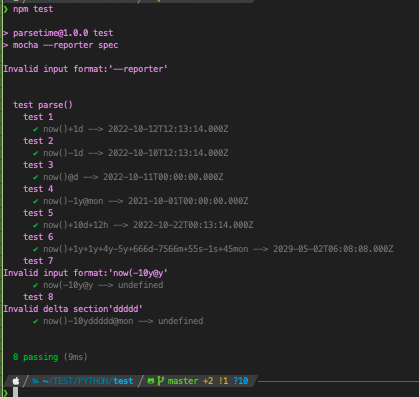 ❯ npm test
> parsetime@1.0.0 test
> mocha --reporter spec
Invalid input format:'--reporter'
test parse()
test 1
✔ now()+1d --> 2022-10-12T12:13:14.000Z
test 2
✔ now()-1d --> 2022-10-10T12:13:14.000Z
test 3
✔ now()@d --> 2022-10-11T00:00:00.000Z
test 4
✔ now()-1y@mon --> 2021-10-01T00:00:00.000Z
test 5
✔ now()+10d+12h --> 2022-10-22T00:13:14.000Z
test 6
✔ now()+1y+1y+4y-5y+666d-7566m+55s-1s+45mon --> 2029-05-02T06:08:08.000Z
test 7
Invalid input format:'now(-10y@y'
✔ now(-10y@y --> undefined
test 8
Invalid delta section'ddddd'
✔ now()-10yddddd@mon --> undefined
8 passing (9ms)
~/TEST/PYTHON/test master +2 !1 ?10
❯